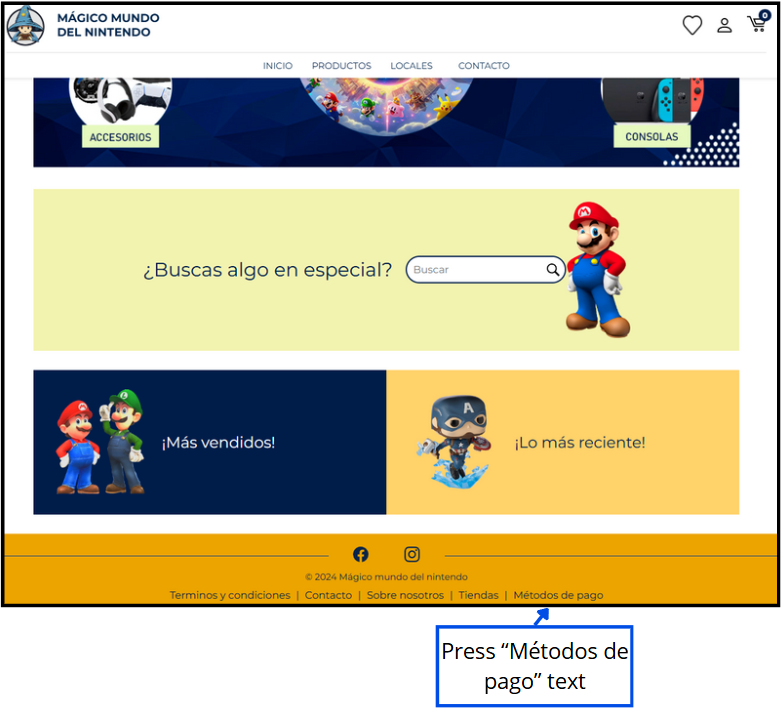 MÁGICO MUNDO
DEL NINTENDO
0
INICIO PRODUCTOS LOCALES CONTACTO
ACCESORIOS
CONSOLAS
¿Buscas algo en especial?
Buscar
¡Más vendidos!
¡Lo más reciente!
© 2024 Mágico mundo del nintendo
Terminos y condiciones | Contacto | Sobre nosotros | Tiendas | Métodos de pago
Press “Métodos de
pago” text